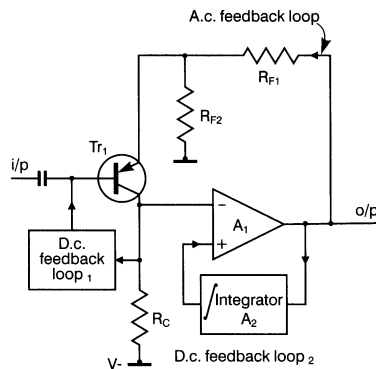 A.c. feedback loop
RF1
RF2
Tr1
i/p
D.c.
feedback
loop 1
−
A1
+
o/p
∫Integrator
A2
RC
V-
D.c. feedback loop 2